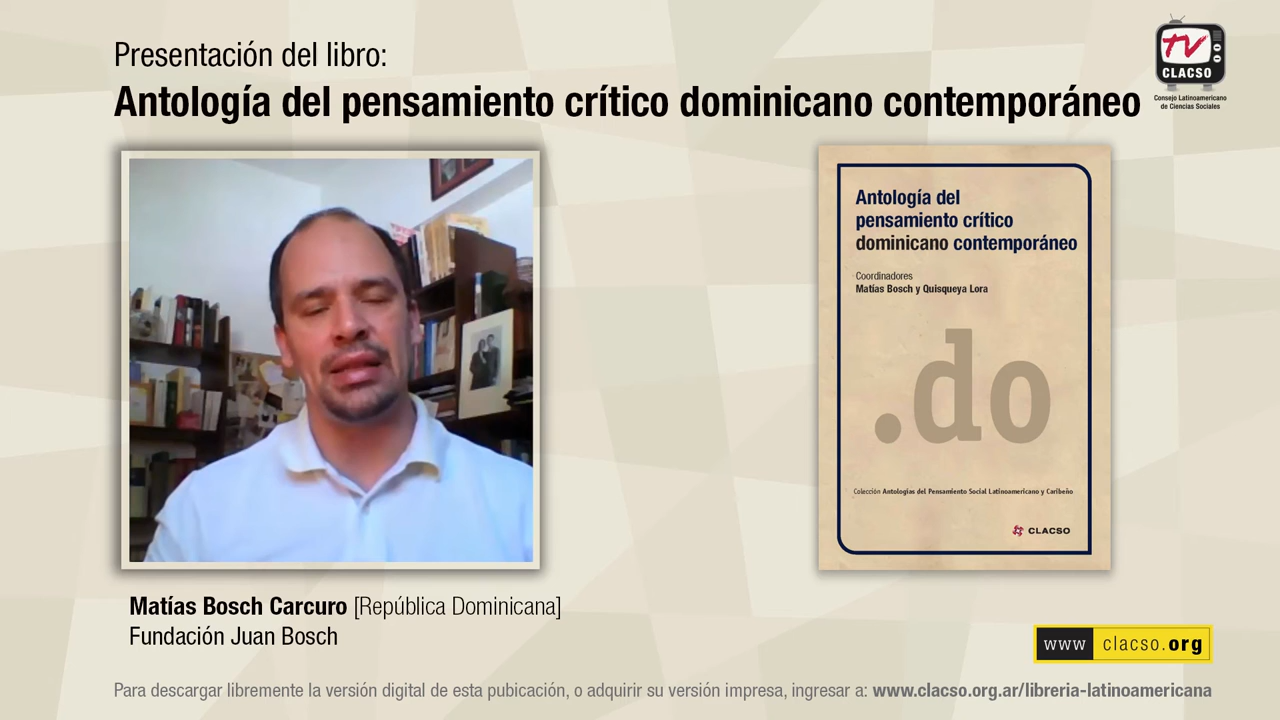 Presentación del libro:
Antología del pensamiento crítico dominicano contemporáneo
TV
CLACSO
Consejo Latinoamericano
de Ciencias Sociales
Antología del
pensamiento crítico
dominicano contemporáneo
Coordinadores
Matías Bosch y Quisqueya Lora
.do
Colección Antologías del Pensamiento Social Latinoamericano y Caribeño
CLACSO
Matías Bosch Carcuro [República Dominicana]
Fundación Juan Bosch
www clacso.org
Para descargar libremente la versión digital de esta pubicación, o adquirir su versión impresa, ingresar a: www.clacso.org.ar/libreria-latinoamericana